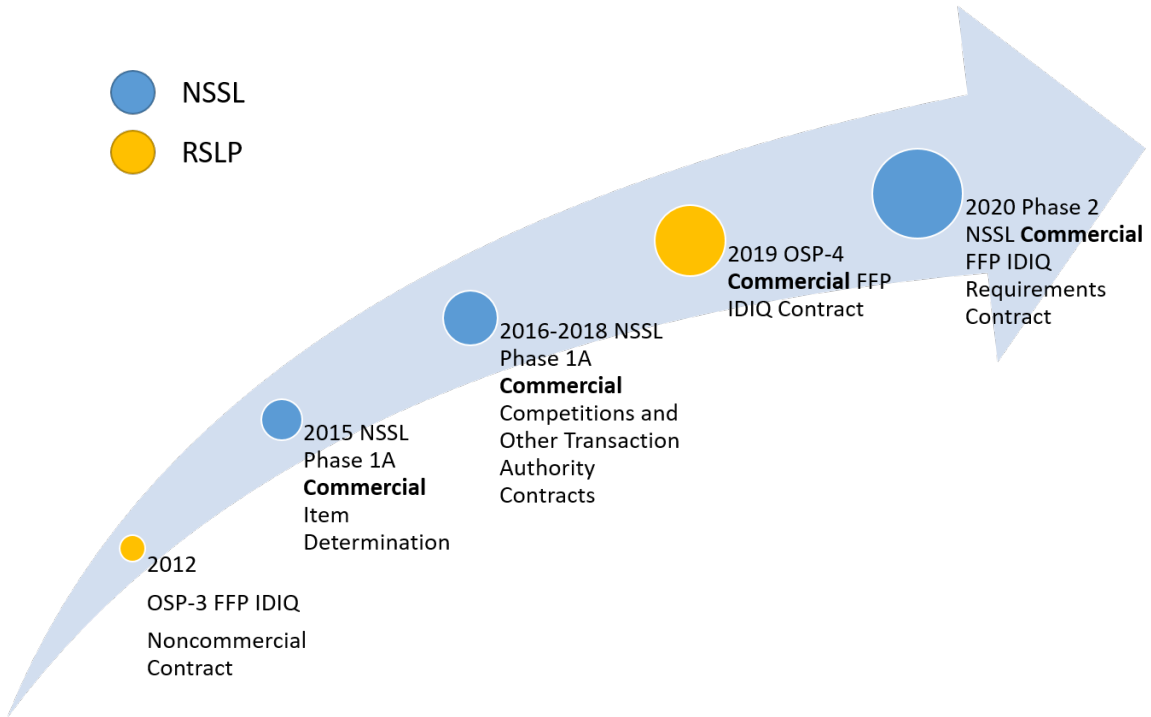 NSSL
RSLP
2020 Phase 2
NSSL Commercial
FFP IDIQ
Requirements
Contract
2019 OSP-4
Commercial FFP
IDIQ Contract
2016-2018 NSSL
Phase 1A
Commercial
Competitions and
Other Transaction
Authority
Contracts
2015 NSSL
Phase 1A
Commercial
Item
Determination
2012
OSP-3 FFP IDIQ
Noncommercial
Contract